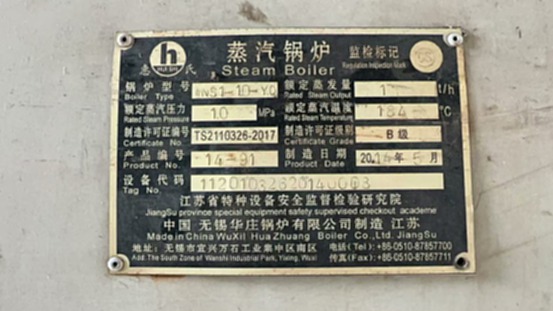 蒸汽锅炉 监检标记
Steam Boiler Regulation Inspection Mark
锅炉型号 WNS1-1.0-YQ 额定蒸发量 1 t/h
Boiler Type Rated Steam Output
额定蒸汽压力 1.0 MPa 额定蒸汽温度 184 °C
Rated Steam Pressure Rated Steam Temperature
制造许可证编号 TS2110326-2017 制造许可证级别 B级
Certificate No. Certificate Grade
产品编号 14-91 制造日期 2014年5月
Product No. Product Date
设备代码
Tag No.
江苏省特种设备安全监督检验研究院
JiangSu province special equipment safety supervised checkout academe
中国 无锡华庄锅炉有限公司制造 江苏
Made in China WuXi HuaZhuang Boiler Co.,Ltd. JiangSu
地址: 无锡市宜兴万石工业集中区南区 电话(Tel): +86-0510-87857700
Add. The South Zone of Wanshi Industrial Park, Yixing, Wuxi 传真(Fax): +86-0510-87857711